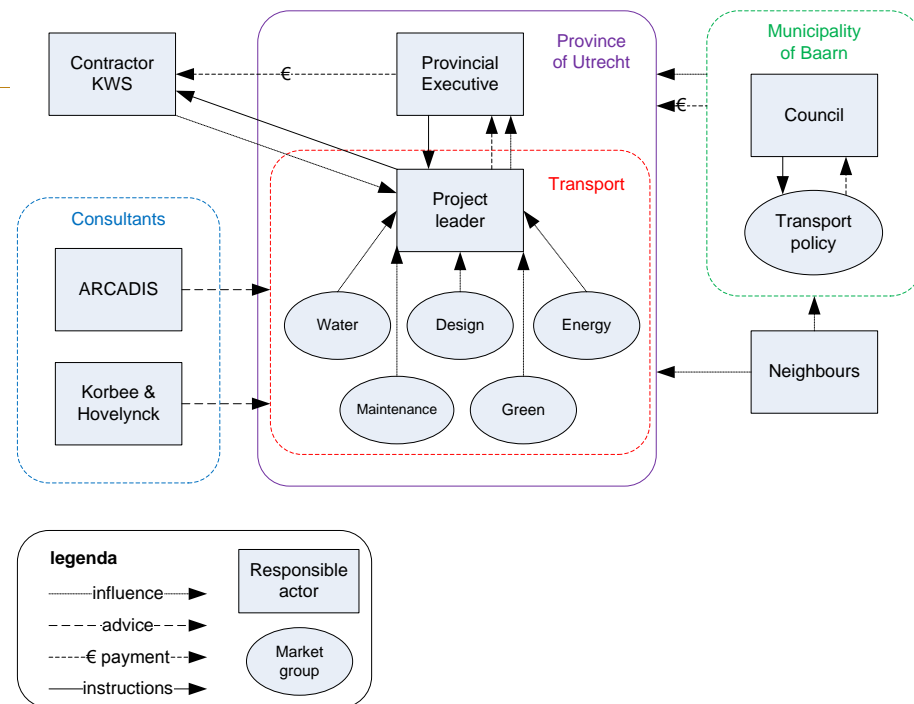 Contractor
KWS
€
Provincial
Executive
Province
of Utrecht
€
Municipality
of Baarn
Council
Transport
policy
Consultants
ARCADIS
Korbee &
Hovelynck
Transport
Project
leader
Water
Design
Energy
Maintenance
Green
Neighbours
legenda
influence
advice
€ payment
instructions
Responsible
actor
Market
group